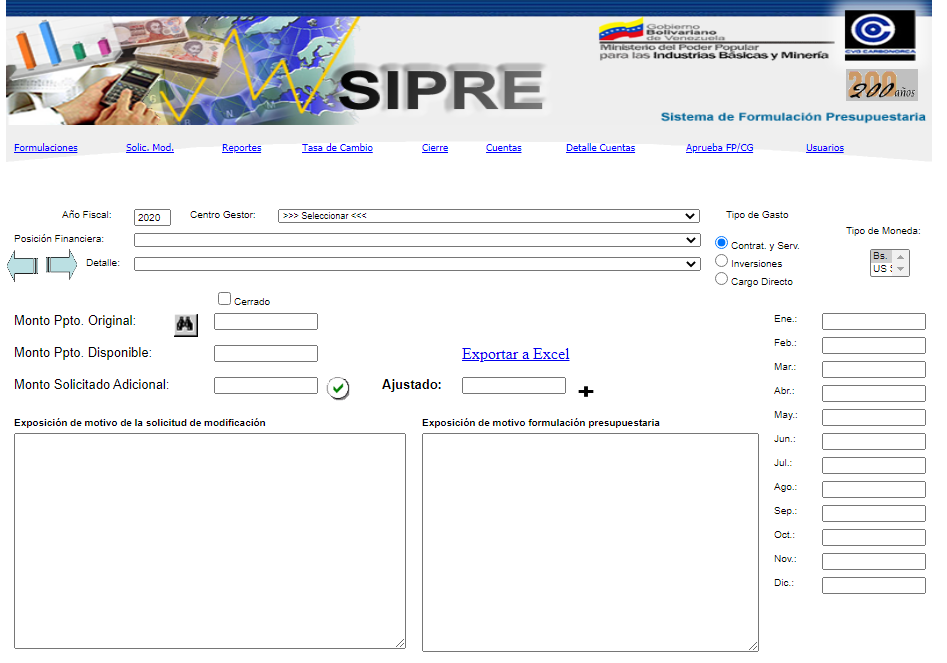 Gobierno
Bolivariano
de Venezuela
Ministerio del Poder Popular
para las Industrias Básicas y Minería
CVG CARBONORCA
SIPRE
200 años
Sistema de Formulación Presupuestaria
Formulaciones Solic. Mod. Reportes Tasa de Cambio Cierre Cuentas Detalle Cuentas Aprueba FP/CG Usuarios
Año Fiscal: 2020 Centro Gestor: >>> Seleccionar <<< Tipo de Gasto
Posición Financiera: Contrat. y Serv. Tipo de Moneda:
Detalle: Inversiones Bs.
Cargo Directo US $
Cerrado
Monto Ppto. Original: Ene.:
Monto Ppto. Disponible: Exportar a Excel Feb.:
Mar.:
Monto Solicitado Adicional: Ajustado: Abr.:
Exposición de motivo de la solicitud de modificación Exposición de motivo formulación presupuestaria May.:
Jun.:
Jul.:
Ago.:
Sep.:
Oct.:
Nov.:
Dic.: